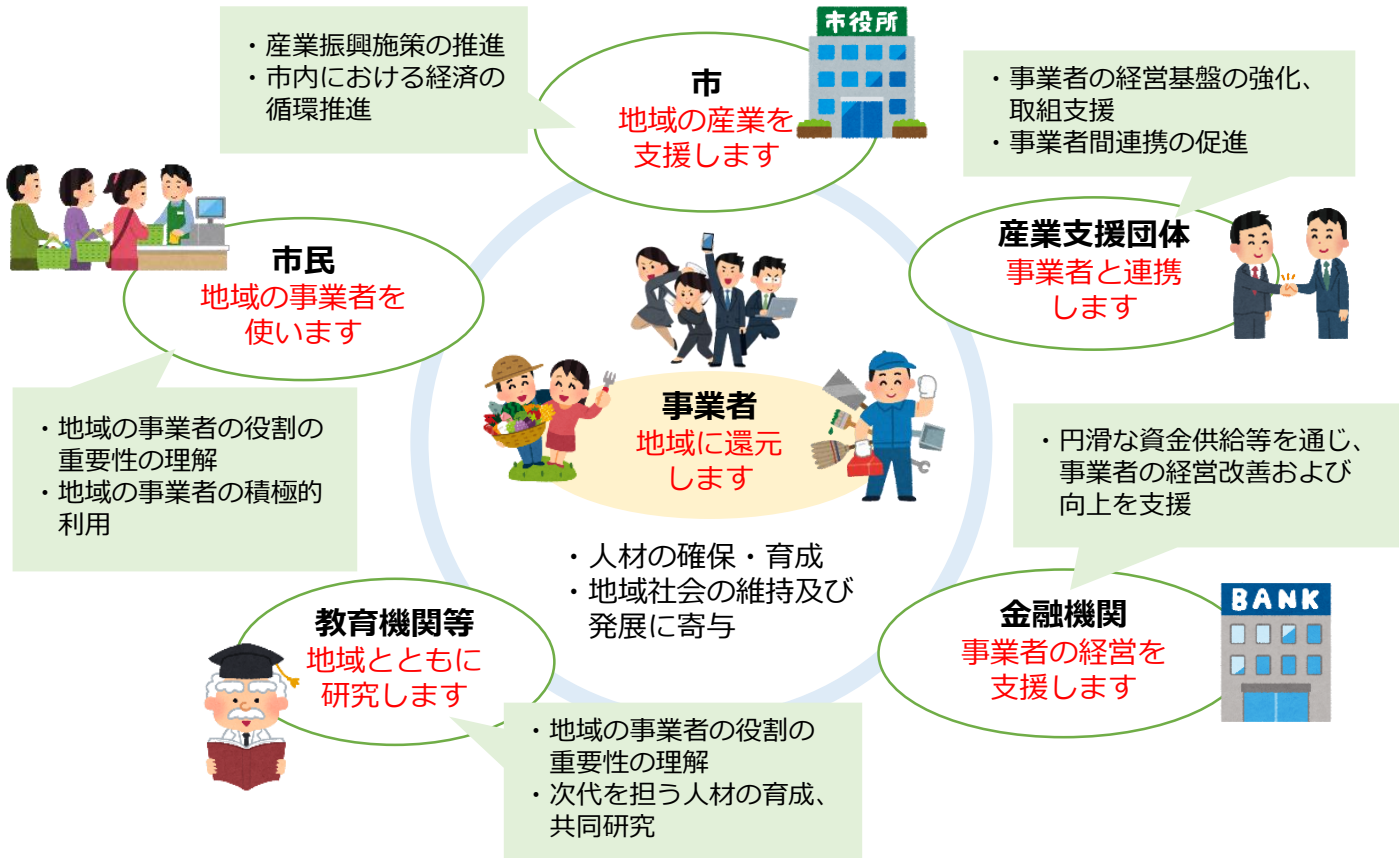 ・産業振興施策の推進
・市内における経済の
循環推進
市役所
市
地域の産業を
支援します
・事業者の経営基盤の強化、
取組支援
・事業者間連携の促進
産業支援団体
事業者と連携
します
市民
地域の事業者を
使います
・地域の事業者の役割の
重要性の理解
・地域の事業者の積極的
利用
事業者
地域に還元
します
・人材の確保・育成
・地域社会の維持及び
発展に寄与
・円滑な資金供給等を通じ、
事業者の経営改善および
向上を支援
金融機関
事業者の経営を
支援します
BANK
教育機関等
地域とともに
研究します
・地域の事業者の役割の
重要性の理解
・次代を担う人材の育成、
共同研究